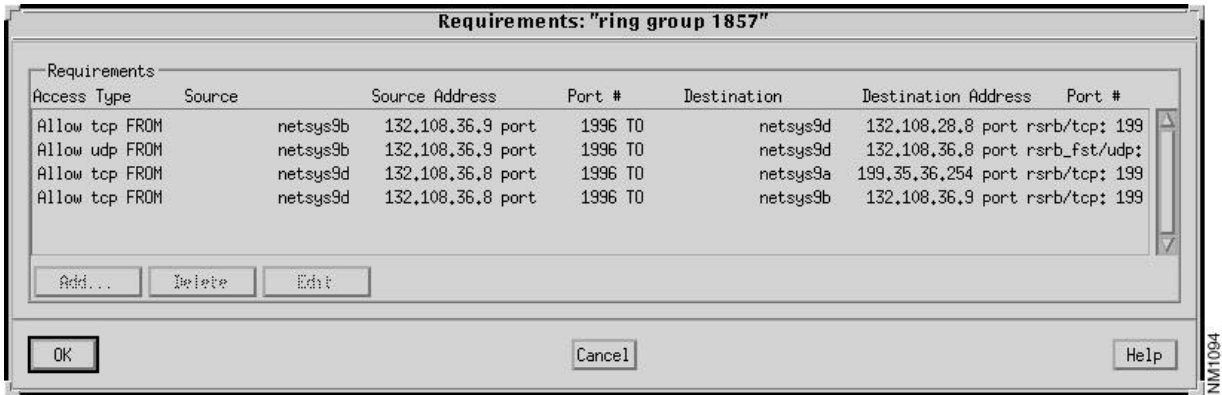 Requirements: "ring group 1857"
Requirements
Access Type Source Source Address Port # Destination Destination Address Port #
Allow tcp FROM netsys9b 132.108.36.9 port 1996 TO netsys9d 132.108.28.8 port rsrb/tcp: 199
Allow udp FROM netsys9b 132.108.36.9 port 1996 TO netsys9d 132.108.36.8 port rsrb_fst/udp:
Allow tcp FROM netsys9d 132.108.36.8 port 1996 TO netsys9a 199.35.36.254 port rsrb/tcp: 199
Allow tcp FROM netsys9d 132.108.36.8 port 1996 TO netsys9b 132.108.36.9 port rsrb/tcp: 199
Add... Delete Edit
OK Cancel Help
NM1094